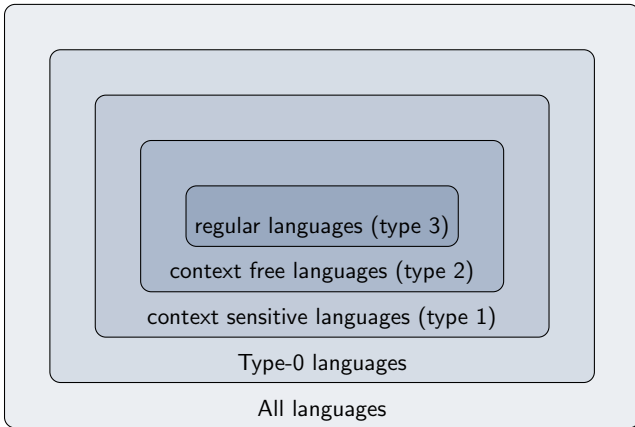 regular languages (type 3)
context free languages (type 2)
context sensitive languages (type 1)
Type-0 languages
All languages